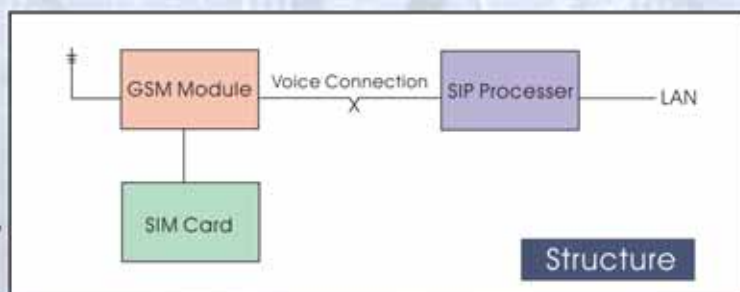 GSM Module
Voice Connection
SIP Processer
LAN
X
SIM Card
Structure